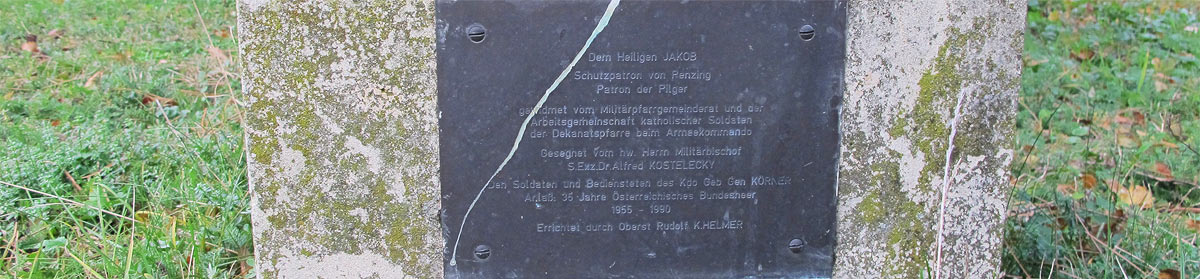 Dem Heiligen JAKOB
Schutzpatron von Penzing
Patron der Pilger
gewidmet vom Militärpfarrgemeinderat und der
Arbeitsgemeinschaft katholischer Soldaten
der Dekanatspfarre beim Armeekommando
Gesegnet vom hw. Herrn Militärbischof
S.Exz.Dr.Alfred KOSTELECKY
Den Soldaten und Bediensteten des Kdo Geb Gen KÖRNER
Anlaß: 35 Jahre Österreichisches Bundesheer
1955 - 1990
Errichtet durch Oberst Rudolf K.HELMER